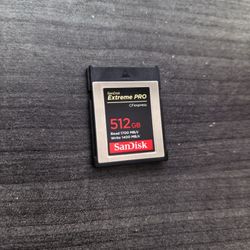 SanDisk
Extreme PRO
CFexpress
512GB
Read 1700 MB/s
Write 1400 MB/s
SanDisk